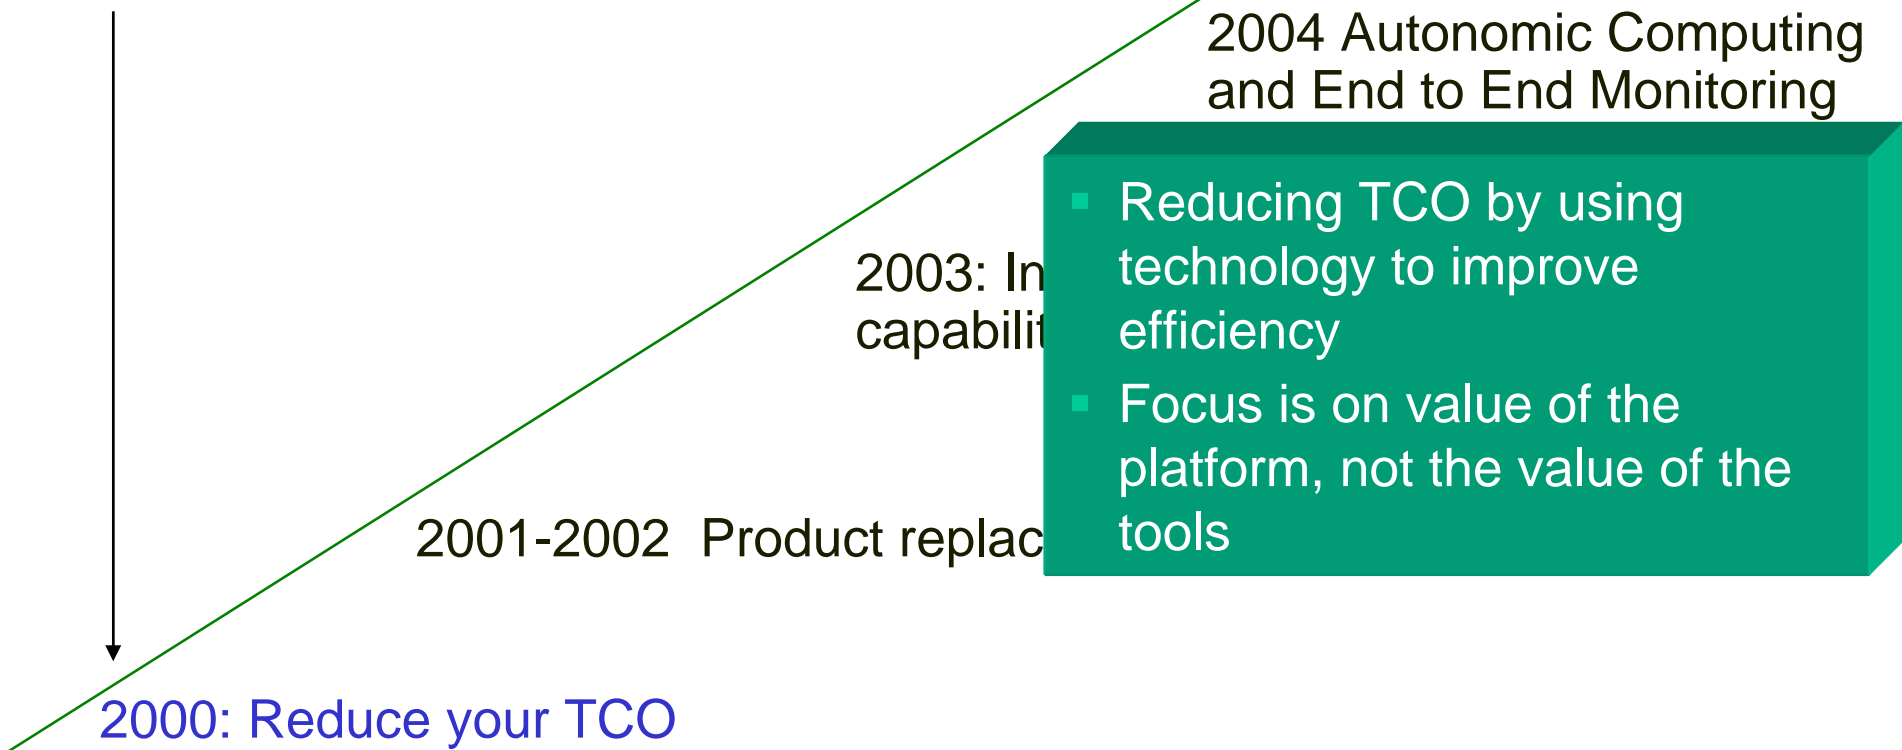 2004 Autonomic Computing
and End to End Monitoring
Reducing TCO by using
technology to improve
efficiency
Focus is on value of the
platform, not the value of the
tools
2003: In
capabilit
2001-2002 Product replac
2000: Reduce your TCO